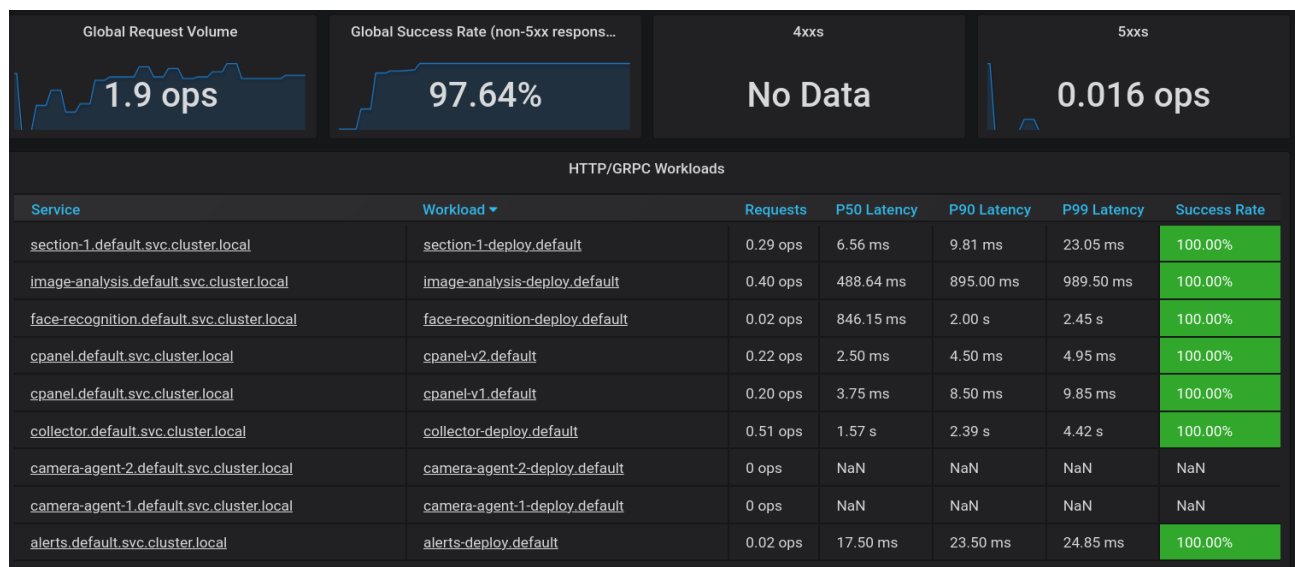 Global Request Volume
Global Success Rate (non-5xx respons...
4xxs
5xxs
1.9 ops
97.64%
No Data
0.016 ops
HTTP/GRPC Workloads
Service Workload Requests P50 Latency P90 Latency P99 Latency Success Rate
section-1.default.svc.cluster.local section-1-deploy.default 0.29 ops 6.56 ms 9.81 ms 23.05 ms 100.00%
image-analysis.default.svc.cluster.local image-analysis-deploy.default 0.40 ops 488.64 ms 895.00 ms 989.50 ms 100.00%
face-recognition.default.svc.cluster.local face-recognition-deploy.default 0.02 ops 846.15 ms 2.00 s 2.45 s 100.00%
cpanel.default.svc.cluster.local cpanel-v2.default 0.22 ops 2.50 ms 4.50 ms 4.95 ms 100.00%
cpanel.default.svc.cluster.local cpanel-v1.default 0.20 ops 3.75 ms 8.50 ms 9.85 ms 100.00%
collector.default.svc.cluster.local collector-deploy.default 0.51 ops 1.57 s 2.39 s 4.42 s 100.00%
camera-agent-2.default.svc.cluster.local camera-agent-2-deploy.default 0 ops NaN NaN NaN NaN
camera-agent-1.default.svc.cluster.local camera-agent-1-deploy.default 0 ops NaN NaN NaN NaN
alerts.default.svc.cluster.local alerts-deploy.default 0.02 ops 17.50 ms 23.50 ms 24.85 ms 100.00%